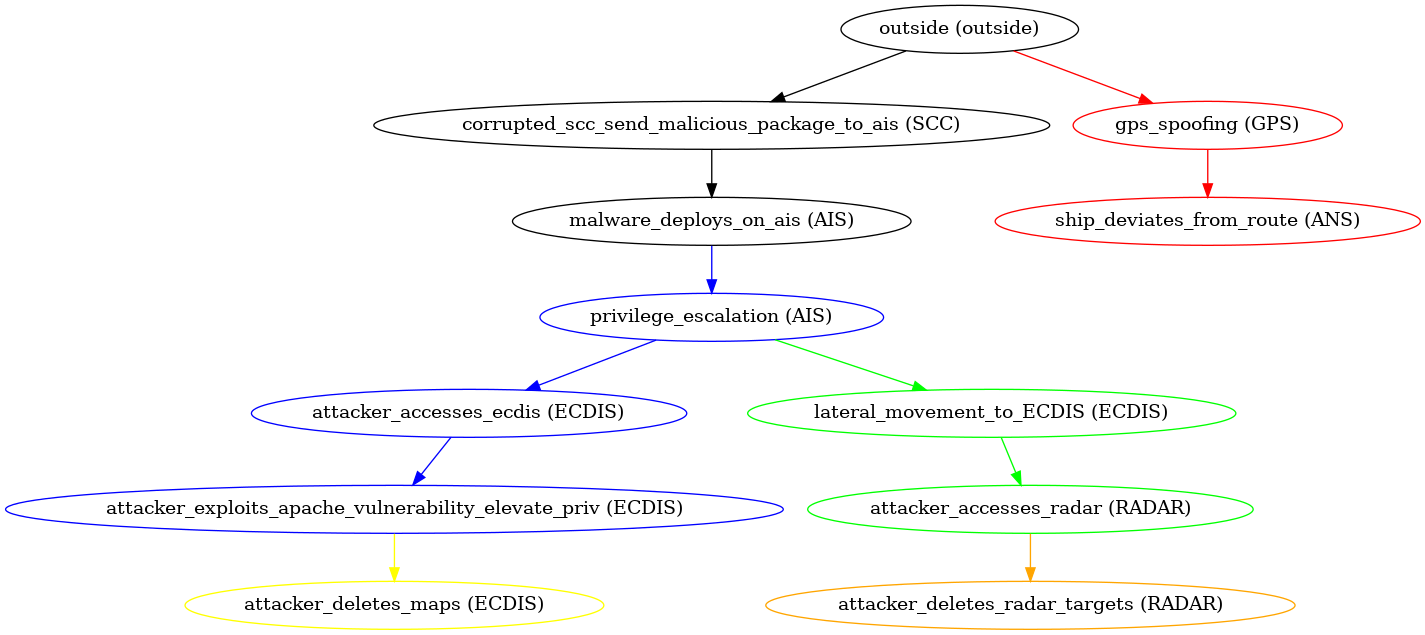 outside (outside)
corrupted_scc_send_malicious_package_to_ais (SCC)
gps_spoofing (GPS)
malware_deploys_on_ais (AIS)
ship_deviates_from_route (ANS)
privilege_escalation (AIS)
attacker_accesses_ecdis (ECDIS)
lateral_movement_to_ECDIS (ECDIS)
attacker_exploits_apache_vulnerability_elevate_priv (ECDIS)
attacker_accesses_radar (RADAR)
attacker_deletes_maps (ECDIS)
attacker_deletes_radar_targets (RADAR)